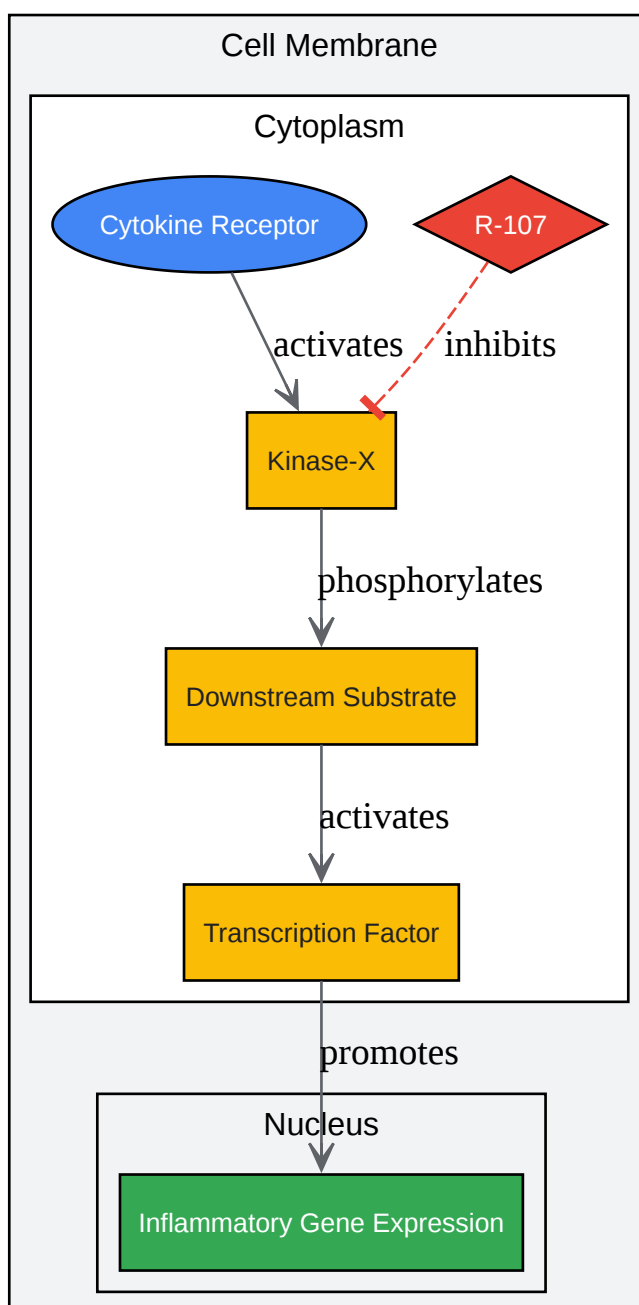 Cell Membrane
Cytoplasm
Cytokine Receptor
R-107
activates
inhibits
Kinase-X
phosphorylates
Downstream Substrate
activates
Transcription Factor
promotes
Nucleus
Inflammatory Gene Expression